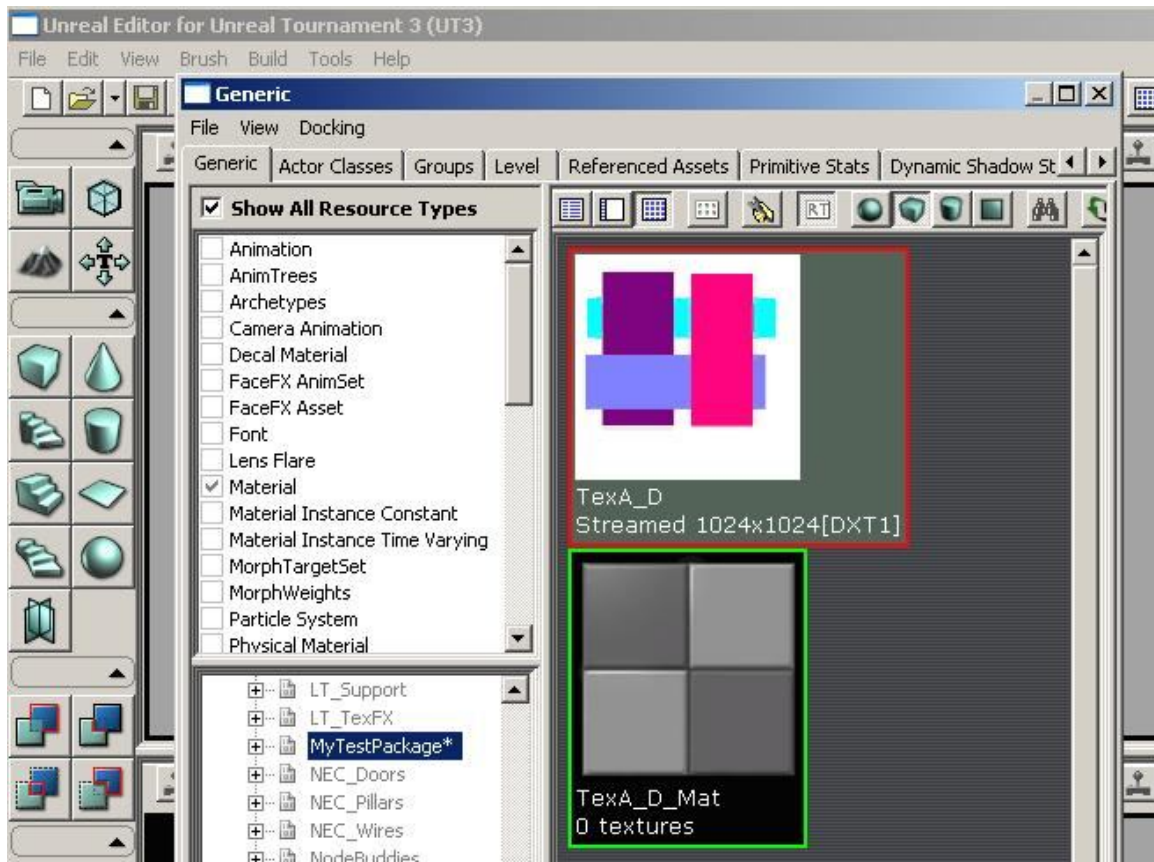 Unreal Editor for Unreal Tournament 3 (UT3)
File Edit View Brush Build Tools Help
Generic
File View Docking
Generic Actor Classes Groups Level Referenced Assets Primitive Stats Dynamic Shadow St
Show All Resource Types
RT
Animation
AnimTrees
Archetypes
Camera Animation
Decal Material
FaceFX AnimSet
FaceFX Asset
Font
Lens Flare
Material
Material Instance Constant
Material Instance Time Varying
MorphTargetSet
MorphWeights
Particle System
Physical Material
LT_Support
LT_TexFX
MyTestPackage*
NEC_Doors
NEC_Pillars
NEC_Wires
NodeBuddies
TexA_D
Streamed 1024x1024[DXT1]
TexA_D_Mat
0 textures